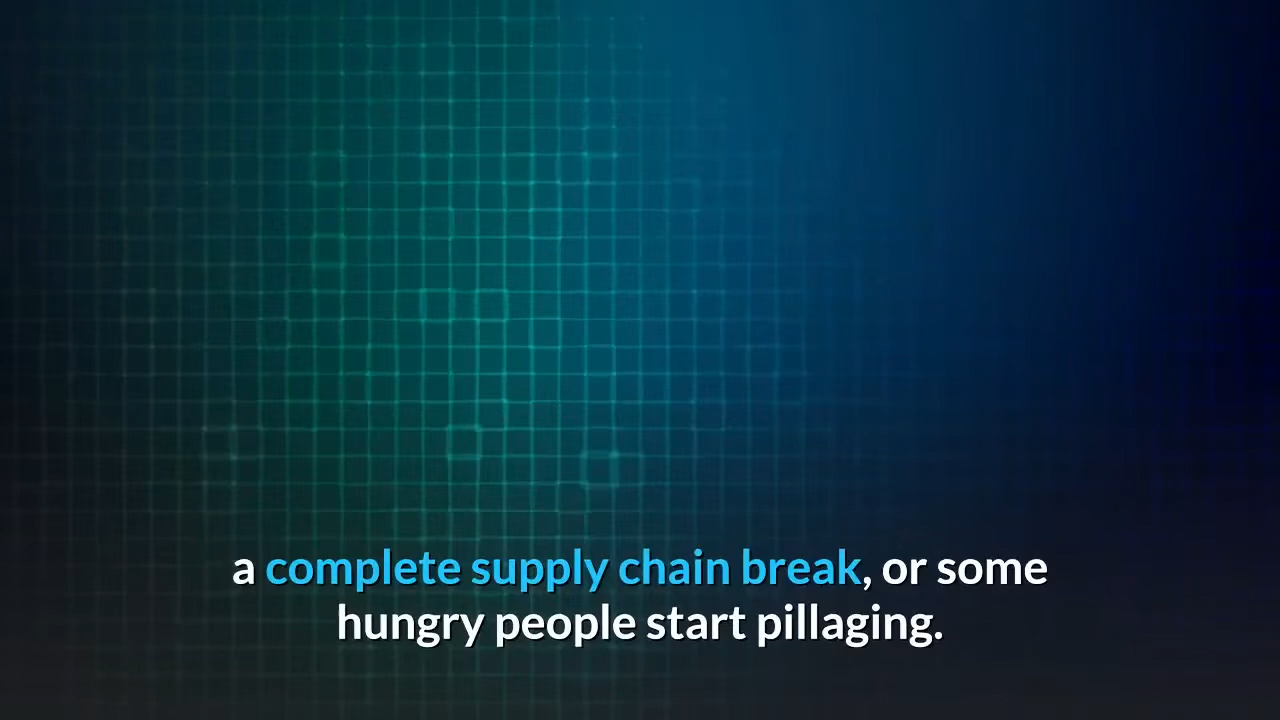 a complete supply chain break, or some
hungry people start pillaging.